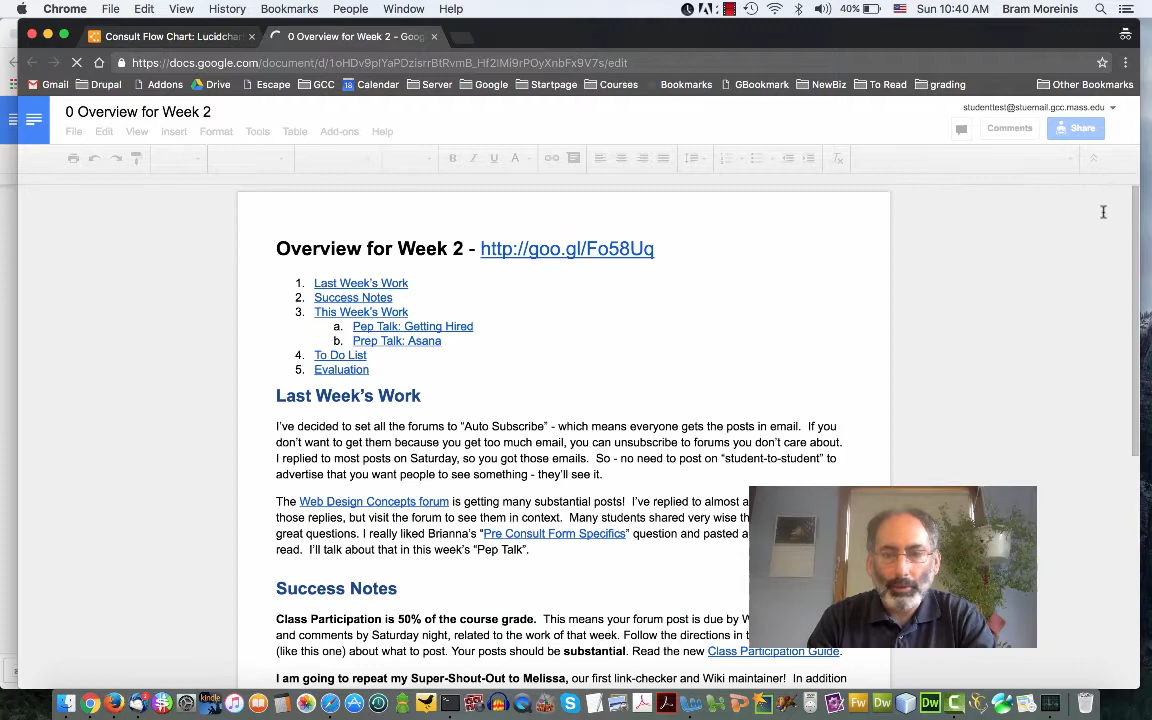 Chrome File Edit View History Bookmarks People Window Help 40% Sun 10:40 AM Bram Moreinis
Consult Flow Chart: Lucidchart × 0 Overview for Week 2 - Goog ×
https://docs.google.com/document/d/1oHDv9pIYaPDzisrrBtRvmB_Hf2lMi9rPOyXnbFx9V7s/edit
Gmail Drupal Addons Drive Escape GCC 18 Calendar Server Google Startpage Courses Bookmarks GBookmark NewBiz To Read grading Other Bookmarks
0 Overview for Week 2
studenttest@stuemail.gcc.mass.edu
File Edit View Insert Format Tools Table Add-ons Help
Comments Share
Overview for Week 2 - http://goo.gl/Fo58Uq
1. Last Week's Work
2. Success Notes
3. This Week's Work
a. Pep Talk: Getting Hired
b. Prep Talk: Asana
4. To Do List
5. Evaluation
Last Week's Work
I've decided to set all the forums to "Auto Subscribe" - which means everyone gets the posts in email. If you
don't want to get them because you get too much email, you can unsubscribe to forums you don't care about.
I replied to most posts on Saturday, so you got those emails. So - no need to post on "student-to-student" to
advertise that you want people to see something - they'll see it.
The Web Design Concepts forum is getting many substantial posts! I've replied to almost a
those replies, but visit the forum to see them in context. Many students shared very wise th
great questions. I really liked Brianna's "Pre Consult Form Specifics" question and pasted a
read. I'll talk about that in this week's "Pep Talk".
Success Notes
Class Participation is 50% of the course grade. This means your forum post is due by W
and comments by Saturday night, related to the work of that week. Follow the directions in t
(like this one) about what to post. Your posts should be substantial. Read the new Class Participation Guide.
I am going to repeat my Super-Shout-Out to Melissa, our first link-checker and Wiki maintainer! In addition